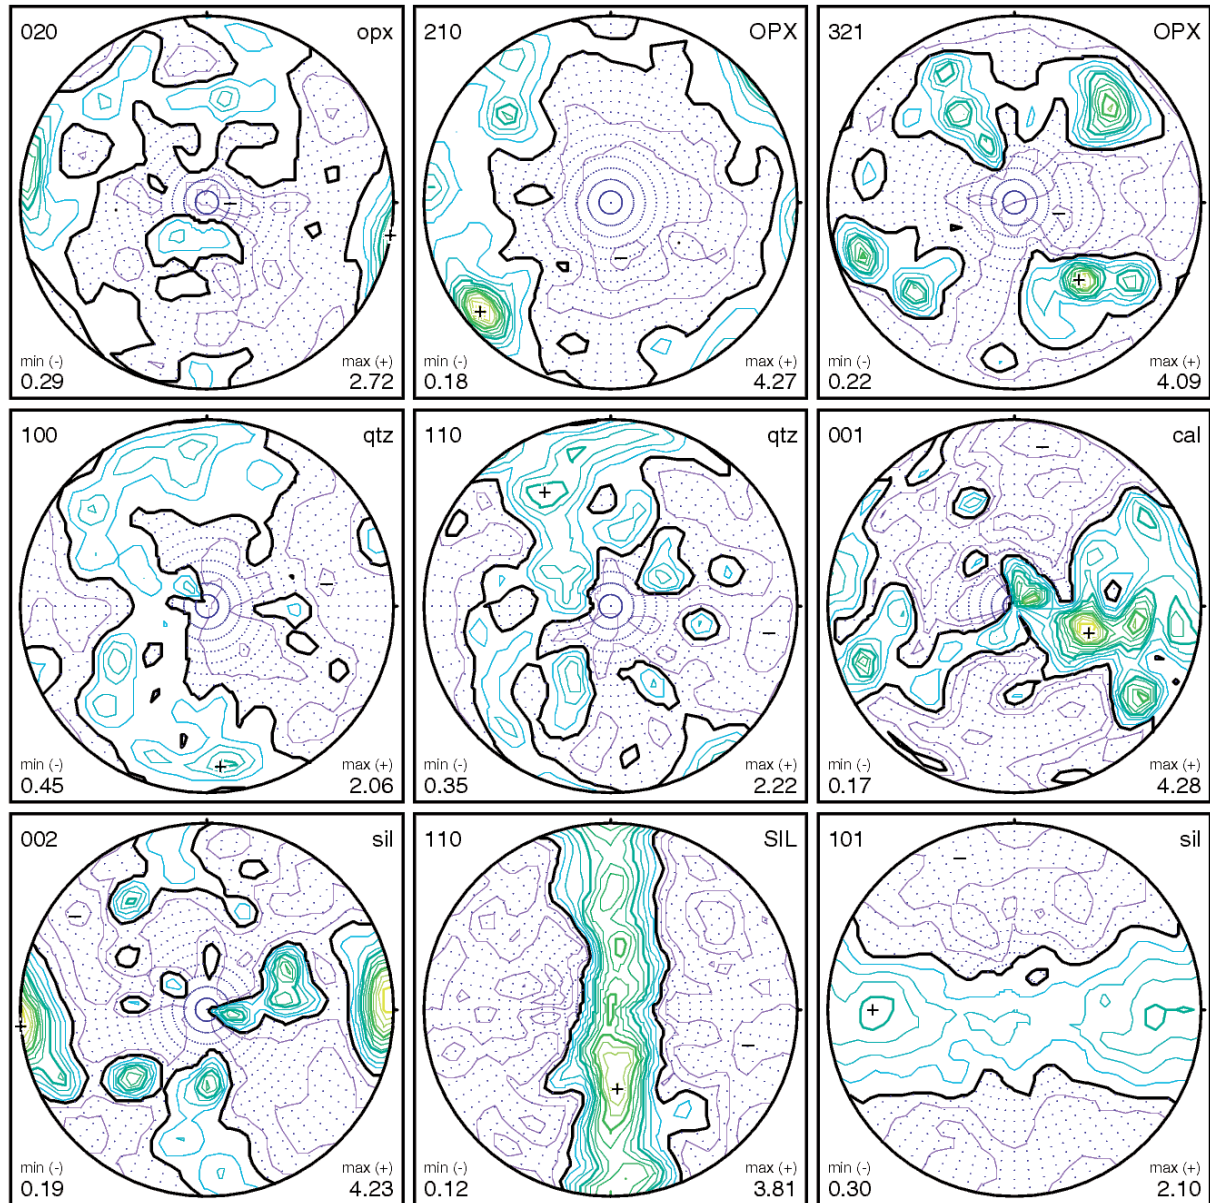 020 opx
min (-) max (+)
0.29 2.72
210 OPX
min (-) max (+)
0.18 4.27
321 OPX
min (-) max (+)
0.22 4.09
100 qtz
min (-) max (+)
0.45 2.06
110 qtz
min (-) max (+)
0.35 2.22
001 cal
min (-) max (+)
0.17 4.28
002 sil
min (-) max (+)
0.19 4.23
110 SIL
min (-) max (+)
0.12 3.81
101 sil
min (-) max (+)
0.30 2.10